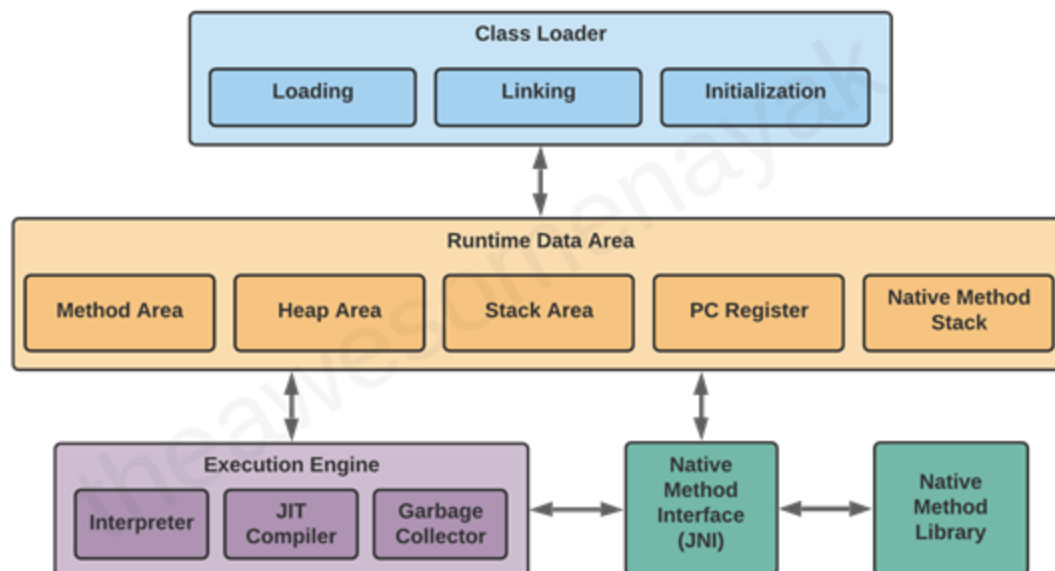 Class Loader
Loading
Linking
Initialization
Runtime Data Area
Method Area
Heap Area
Stack Area
PC Register
Native Method
Stack
Execution Engine
Interpreter
JIT
Compiler
Garbage
Collector
Native
Method
Interface
(JNI)
Native
Method
Library
theawesomenayak